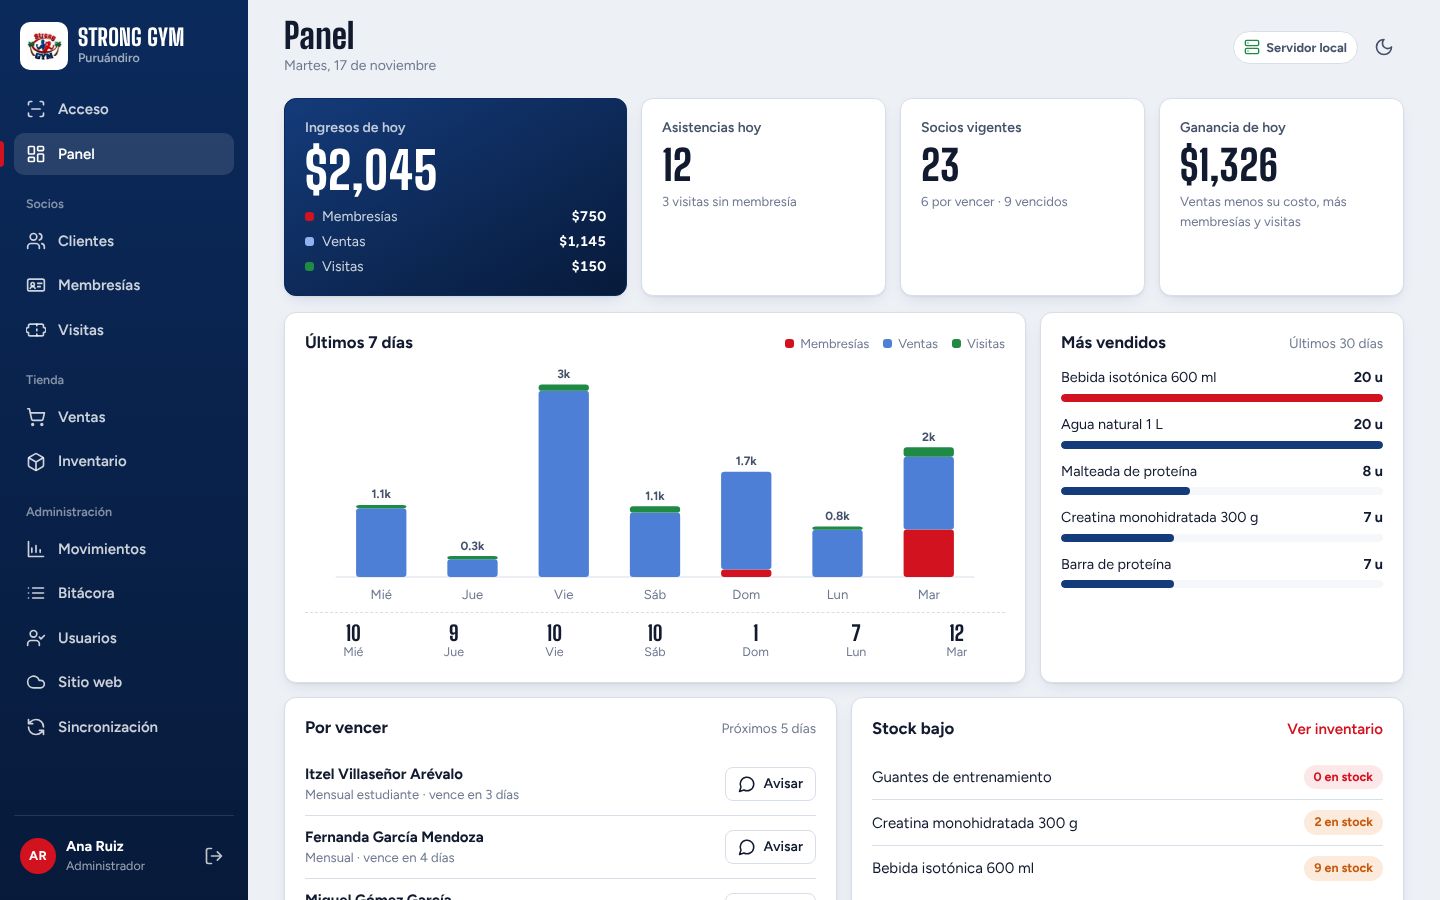 STRONG GYM
Puruándiro
Acceso
Panel
Socios
Clientes
Membresías
Visitas
Tienda
Ventas
Inventario
Administración
Movimientos
Bitácora
Usuarios
Sitio web
Sincronización
AR
Ana Ruiz
Administrador
Panel
Martes, 17 de noviembre
Servidor local
Ingresos de hoy
$2,045
Membresías $750
Ventas $1,145
Visitas $150
Asistencias hoy
12
3 visitas sin membresía
Socios vigentes
23
6 por vencer · 9 vencidos
Ganancia de hoy
$1,326
Ventas menos su costo, más
membresías y visitas
Últimos 7 días
Membresías Ventas Visitas
1.1k 0.3k 3k 1.1k 1.7k 0.8k 2k
Mié Jue Vie Sáb Dom Lun Mar
10 9 10 10 1 7 12
Mié Jue Vie Sáb Dom Lun Mar
Más vendidos Últimos 30 días
Bebida isotónica 600 ml 20 u
Agua natural 1 L 20 u
Malteada de proteína 8 u
Creatina monohidratada 300 g 7 u
Barra de proteína 7 u
Por vencer Próximos 5 días
Itzel Villaseñor Arévalo
Mensual estudiante · vence en 3 días
Avisar
Fernanda García Mendoza
Mensual · vence en 4 días
Avisar
Miguel Gómez García
Stock bajo Ver inventario
Guantes de entrenamiento 0 en stock
Creatina monohidratada 300 g 2 en stock
Bebida isotónica 600 ml 9 en stock